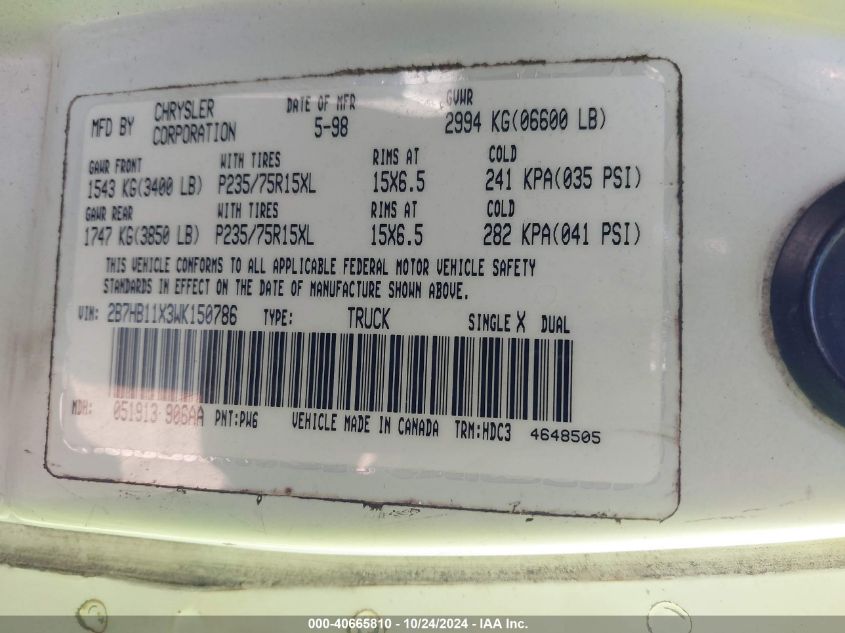 MFD BY CHRYSLER CORPORATION DATE OF MFR 5-98 GVWR 2994 KG(06600 LB)
GAWR FRONT WITH TIRES RIMS AT COLD
1543 KG(3400 LB) P235/75R15XL 15X6.5 241 KPA(035 PSI)
GAWR REAR WITH TIRES RIMS AT COLD
1747 KG(3850 LB) P235/75R15XL 15X6.5 282 KPA(041 PSI)
THIS VEHICLE CONFORMS TO ALL APPLICABLE FEDERAL MOTOR VEHICLE SAFETY
STANDARDS IN EFFECT ON THE DATE OF MANUFACTURE SHOWN ABOVE.
VIN: 2B7HB11X3WK150786 TYPE: TRUCK SINGLE X DUAL
MDH: 051913 906AA PNT:PW6 VEHICLE MADE IN CANADA TRM:HDC3 4648505
000-40665810 - 10/24/2024 - IAA Inc.